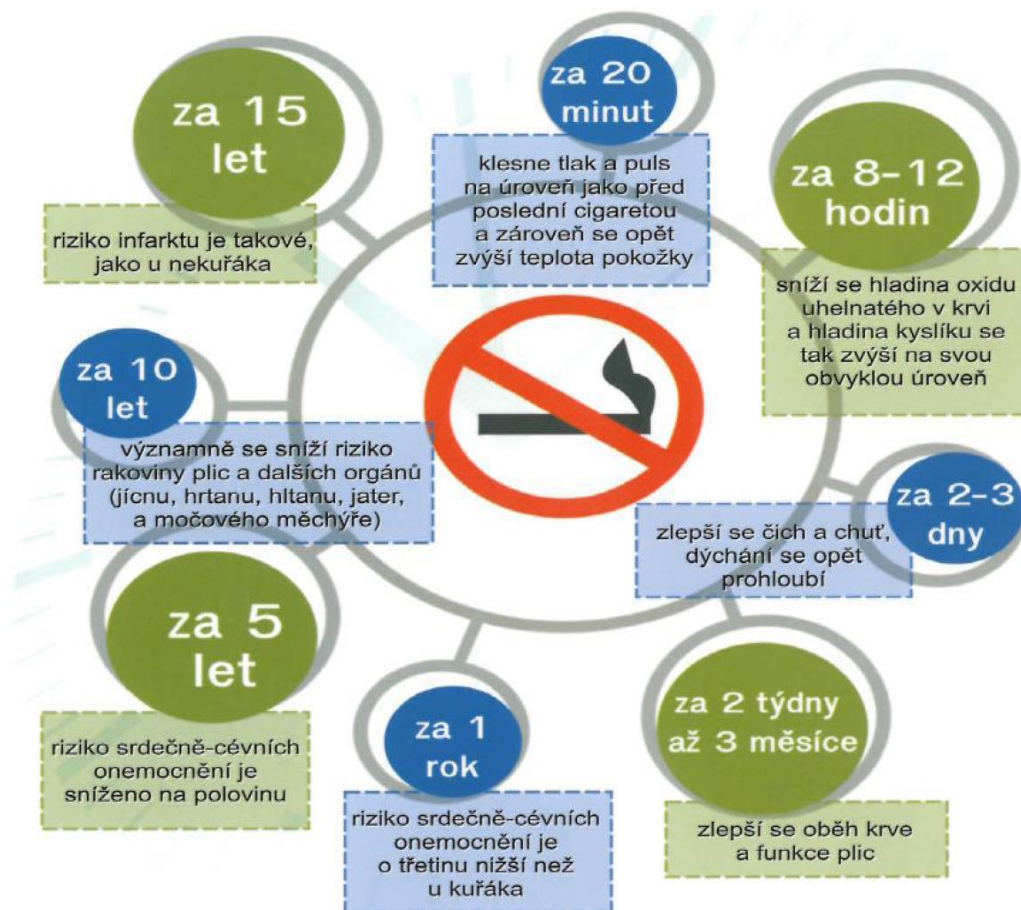 za 20
minut
klesne tlak a puls
na úroveň jako před
poslední cigaretou
a zároveň se opět
zvýší teplota pokožky
za 8-12
hodin
sníží se hladina oxidu
uhelnatého v krvi
a hladina kyslíku se
tak zvýší na svou
obvyklou úroveň
za 2-3
dny
zlepší se čich a chuť,
dýchání se opět
prohloubí
za 2 týdny
až 3 měsíce
zlepší se oběh krve
a funkce plic
za 1
rok
riziko srdečně-cévních
onemocnění je
o třetinu nižší než
u kuřáka
za 5
let
riziko srdečně-cévních
onemocnění je
sníženo na polovinu
za 10
let
významně se sníží riziko
rakoviny plic a dalších orgánů
(jícnu, hrtanu, hltanu, jater,
a močového měchýře)
za 15
let
riziko infarktu je takové,
jako u nekuřáka